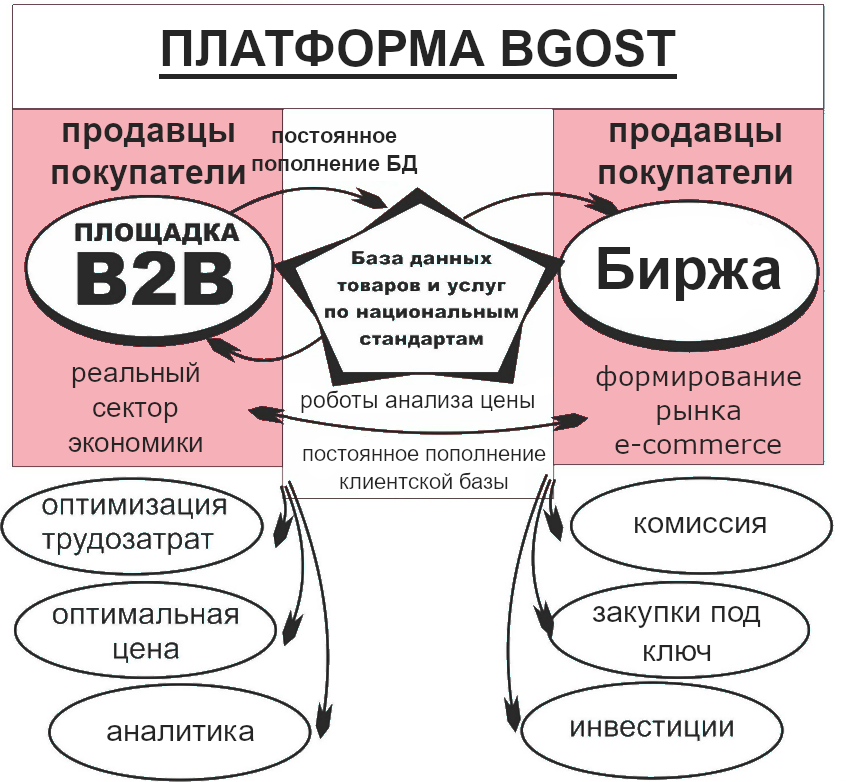 ПЛАТФОРМА BGOST
продавцы
покупатели
ПЛОЩАДКА
B2B
реальный
сектор
экономики
постоянное
пополнение БД
База данных
товаров и услуг
по национальным
стандартам
роботы анализа цены
постоянное пополнение
клиентской базы
продавцы
покупатели
Биржа
формирование
рынка
e-commerce
оптимизация
трудозатрат
оптимальная
цена
аналитика
комиссия
закупки под
ключ
инвестиции